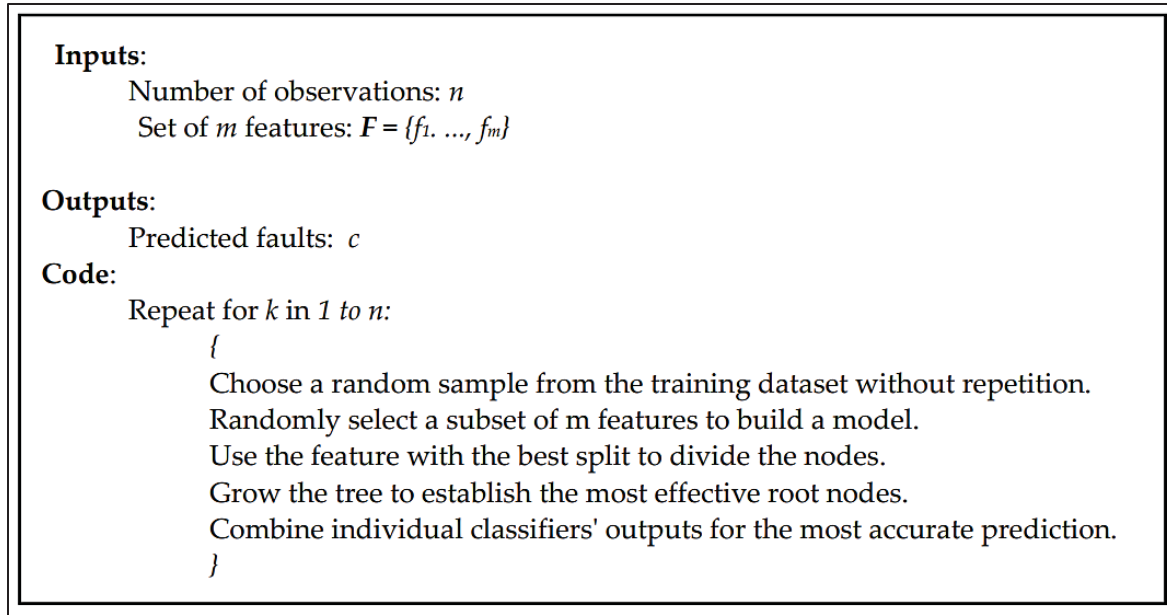 Inputs:
Number of observations: n
Set of m features: F = {f1. ..., fm}
Outputs:
Predicted faults: c
Code:
Repeat for k in 1 to n:
{
Choose a random sample from the training dataset without repetition.
Randomly select a subset of m features to build a model.
Use the feature with the best split to divide the nodes.
Grow the tree to establish the most effective root nodes.
Combine individual classifiers' outputs for the most accurate prediction.
}